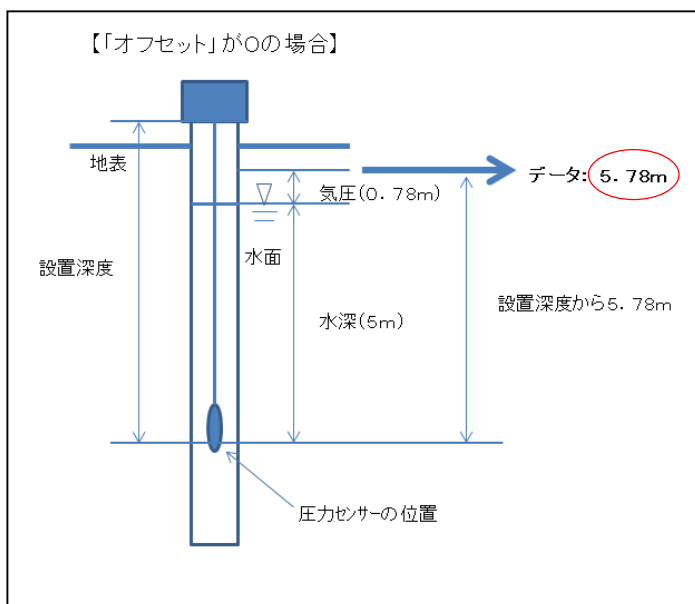 【「オフセット」が０の場合】
地表
気圧(０．７８m)
データ: ５．７８m
設置深度
水面
設置深度から５．７８m
水深(５m)
圧力センサーの位置